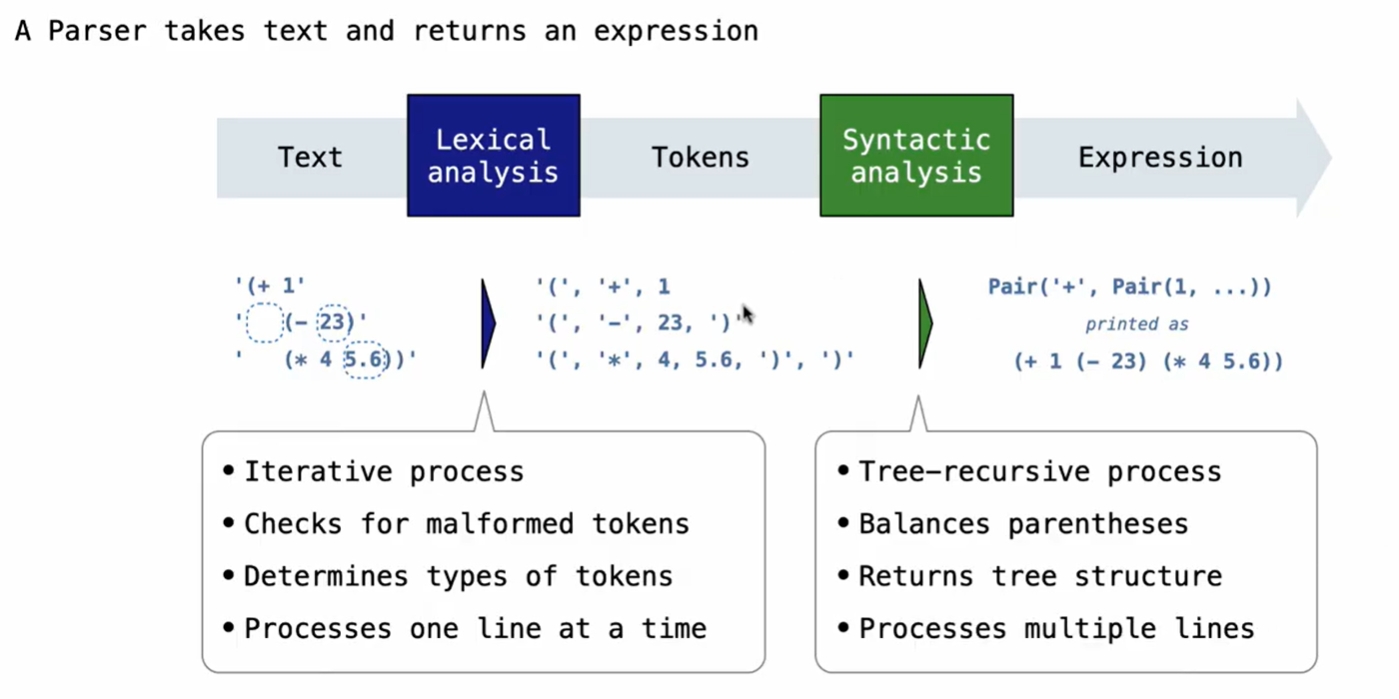 A Parser takes text and returns an expression
Text
Lexical
analysis
Tokens
Syntactic
analysis
Expression
'(+ 1'
'   (- 23)'
'   (* 4 5.6))'
'(', '+', 1
'(', '-', 23, ')'
'(', '*', 4, 5.6, ')', ')'
Pair('+', Pair(1, ...))
printed as
(+ 1 (- 23) (* 4 5.6))
• Iterative process
• Checks for malformed tokens
• Determines types of tokens
• Processes one line at a time
• Tree-recursive process
• Balances parentheses
• Returns tree structure
• Processes multiple lines